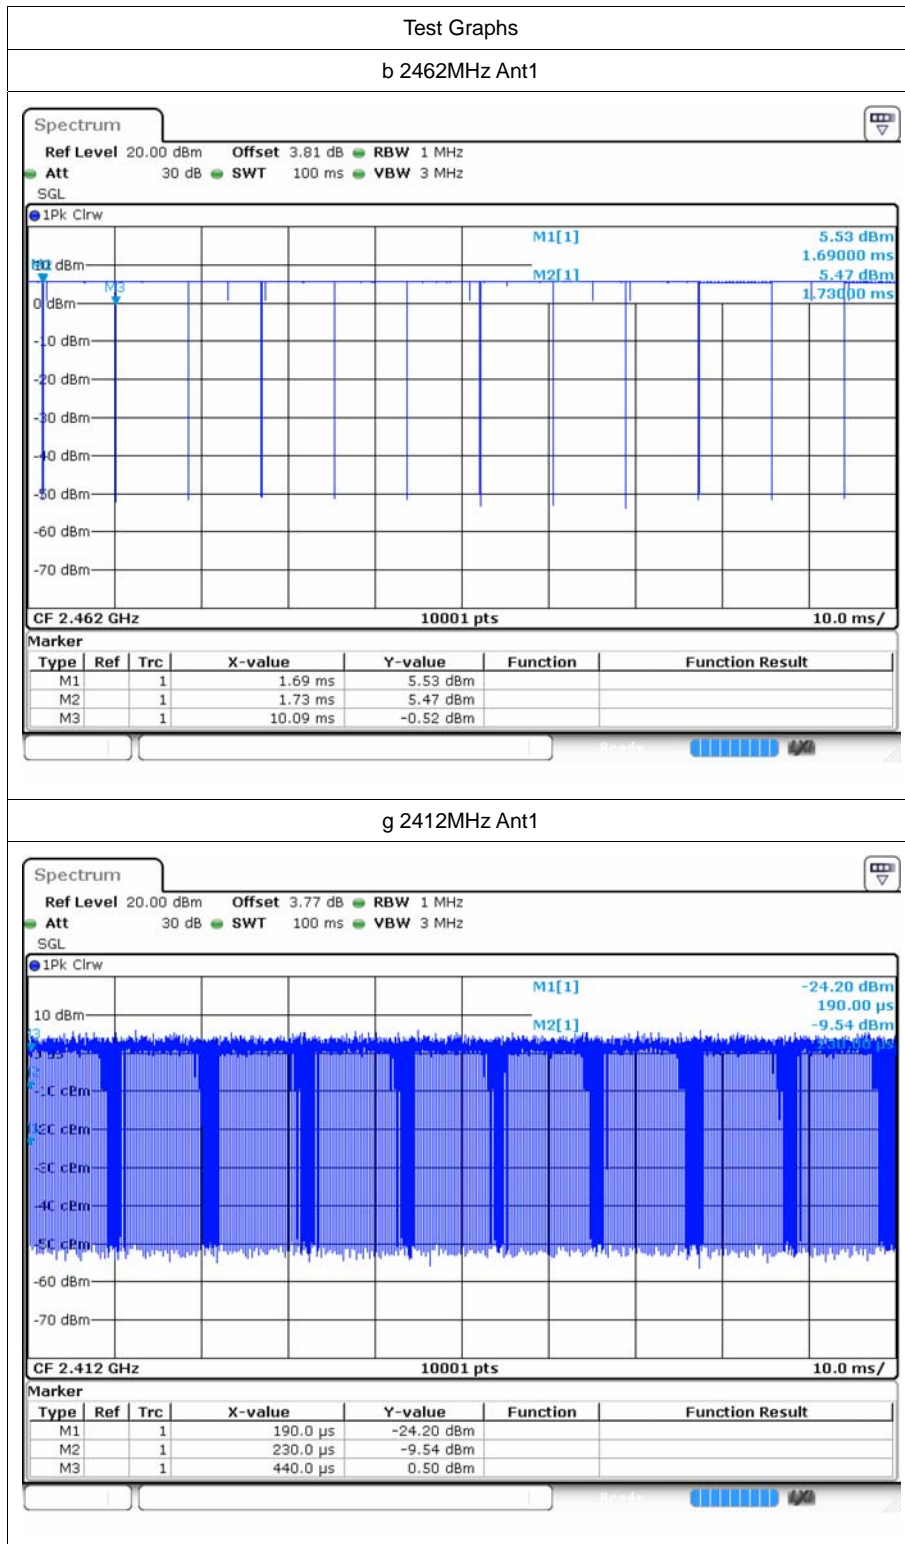 Test Graphs
b 2462MHz Ant1
Spectrum
Ref Level 20.00 dBm Offset 3.81 dB RBW 1 MHz
Att 30 dB SWT 100 ms VBW 3 MHz
SGL
1Pk Clrw
M1[1] 5.53 dBm
1.69000 ms
M2[1] 5.47 dBm
1.73000 ms
M3
0 dBm
-10 dBm
-20 dBm
-30 dBm
-40 dBm
-50 dBm
-60 dBm
-70 dBm
CF 2.462 GHz 10001 pts 10.0 ms/
Marker
Type Ref Trc X-value Y-value Function Function Result
M1 1 1.69 ms 5.53 dBm
M2 1 1.73 ms 5.47 dBm
M3 1 10.09 ms -0.52 dBm
Ready
g 2412MHz Ant1
Spectrum
Ref Level 20.00 dBm Offset 3.77 dB RBW 1 MHz
Att 30 dB SWT 100 ms VBW 3 MHz
SGL
1Pk Clrw
M1[1] -24.20 dBm
190.00 µs
M2[1] -9.54 dBm
10 dBm
-60 dBm
-70 dBm
CF 2.412 GHz 10001 pts 10.0 ms/
Marker
Type Ref Trc X-value Y-value Function Function Result
M1 1 190.0 µs -24.20 dBm
M2 1 230.0 µs -9.54 dBm
M3 1 440.0 µs 0.50 dBm
Ready